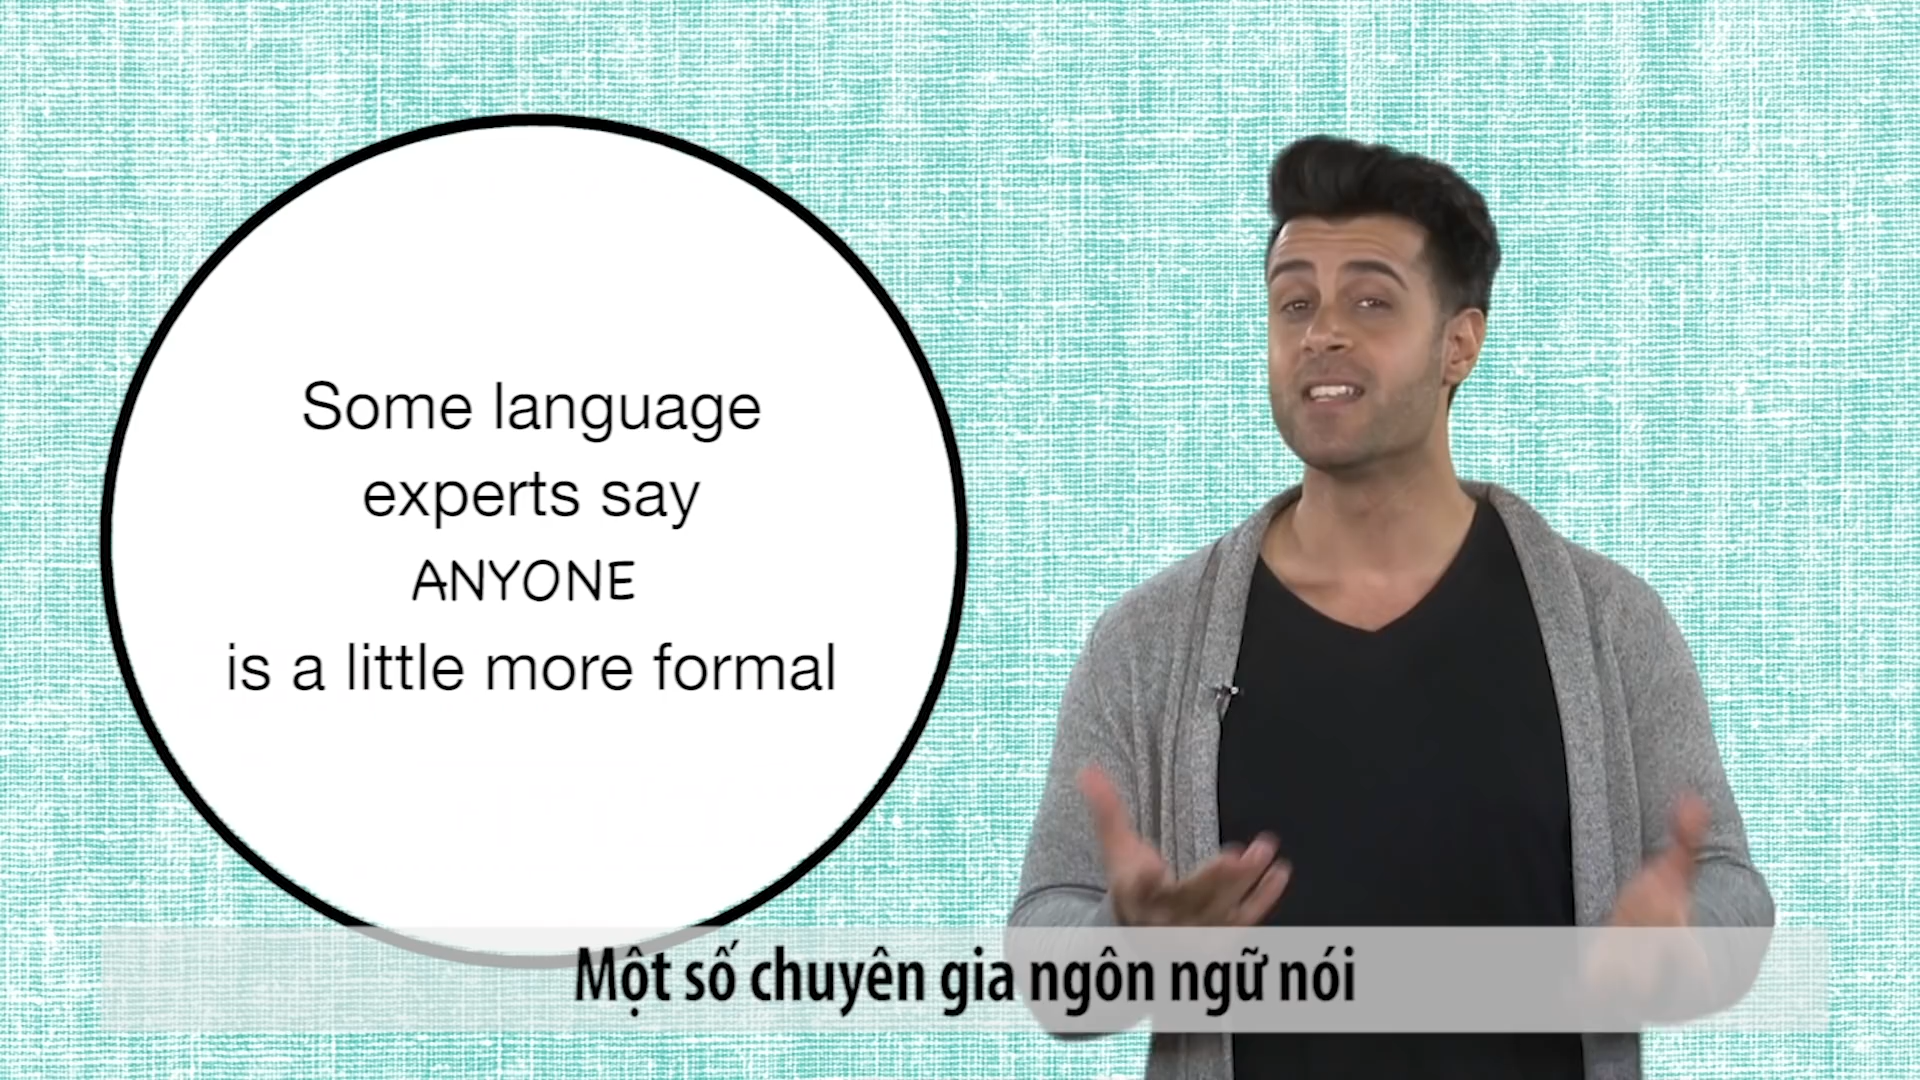 Some language
experts say
ANYONE
is a little more formal
Một số chuyên gia ngôn ngữ nói